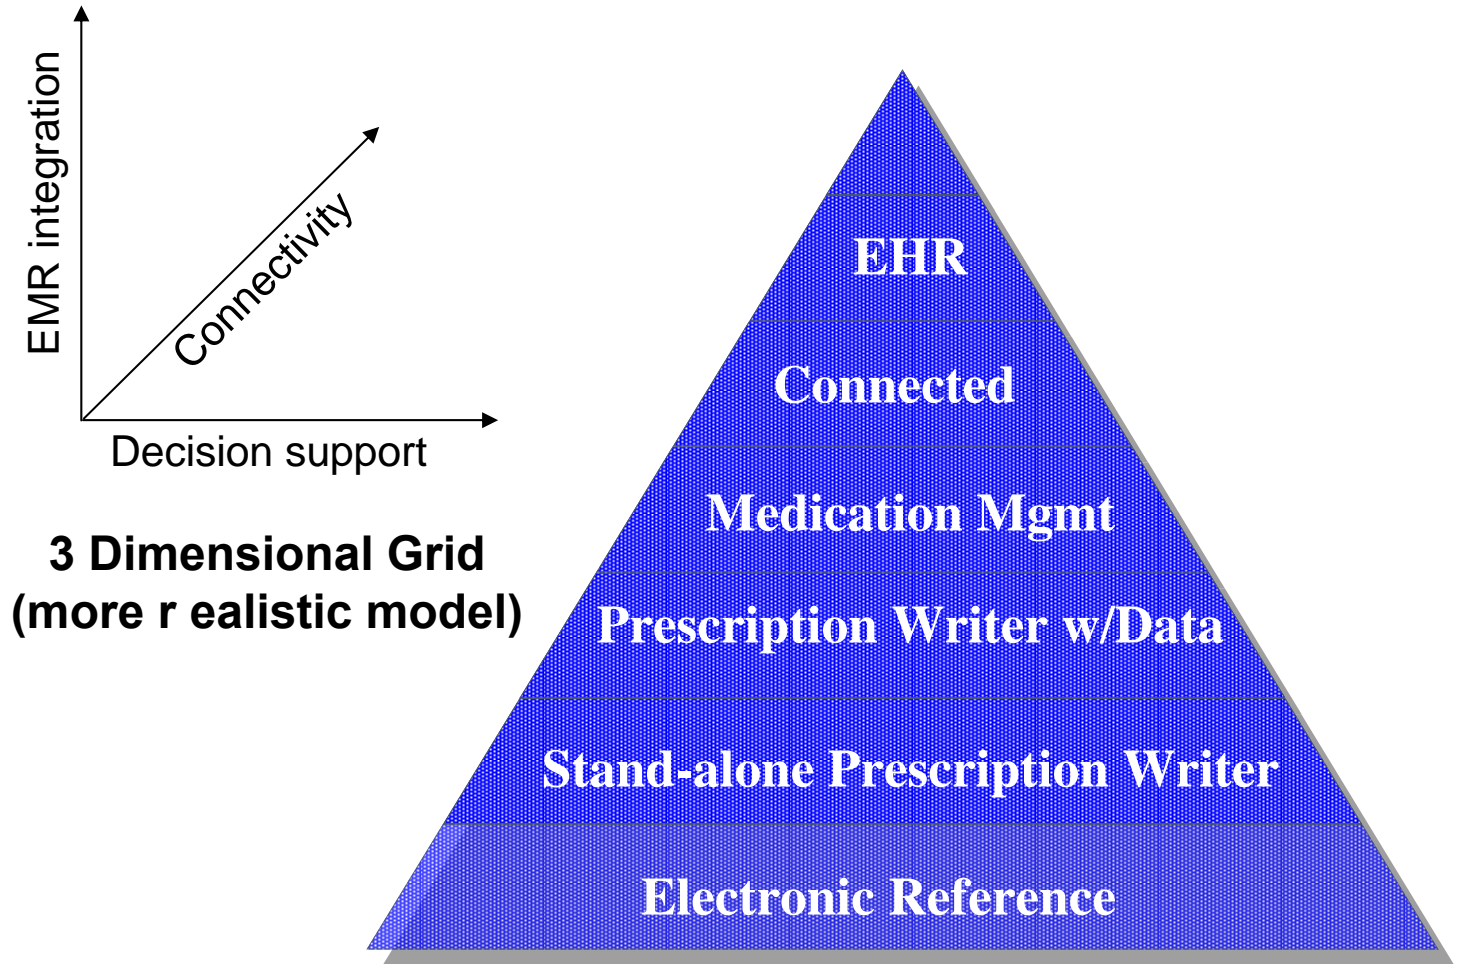 EMR integration
Connectivity
Decision support
3 Dimensional Grid
(more r ealistic model)
EHR
Connected
Medication Mgmt
Prescription Writer w/Data
Stand-alone Prescription Writer
Electronic Reference